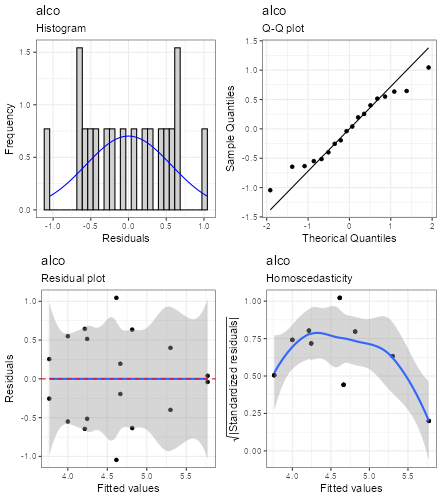 alco
Histogram
Frequency
1.5
1.0
0.5
0.0
-1.0 -0.5 0.0 0.5 1.0
Residuals
alco
Q-Q plot
Sample Quantiles
1.5
1.0
0.5
0.0
-0.5
-1.0
-1.5
-2 -1 0 1 2
Theorical Quantiles
alco
Residual plot
Residuals
1.0
0.5
0.0
-0.5
-1.0
4.0 4.5 5.0 5.5
Fitted values
alco
Homoscedasticity
√|Standardized residuals|
1.00
0.75
0.50
0.25
0.00
4.0 4.5 5.0 5.5
Fitted values